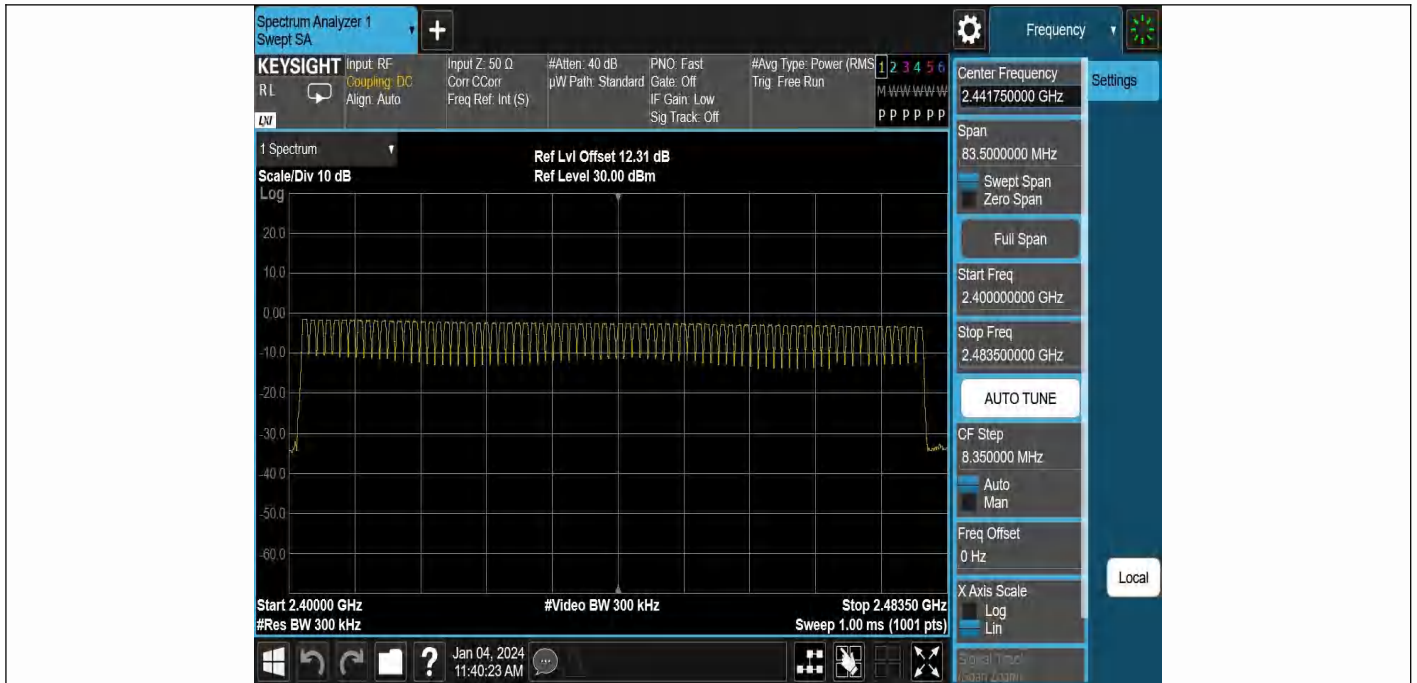 Spectrum Analyzer 1
Swept SA
+
Frequency
KEYSIGHT
RL
LXI
Input: RF
Coupling: DC
Align: Auto
Input Z: 50 Ω
Corr CCorr
Freq Ref: Int (S)
#Atten: 40 dB
µW Path: Standard
PNO: Fast
Gate: Off
IF Gain: Low
Sig Track: Off
#Avg Type: Power (RMS
Trig: Free Run
1 2 3 4 5 6
M W W W W W
P P P P P P
1 Spectrum
Scale/Div 10 dB
Ref Lvl Offset 12.31 dB
Ref Level 30.00 dBm
Log
20.0
10.0
0.00
-10.0
-20.0
-30.0
-40.0
-50.0
-60.0
Start 2.40000 GHz
#Res BW 300 kHz
#Video BW 300 kHz
Stop 2.48350 GHz
Sweep 1.00 ms (1001 pts)
Center Frequency
2.441750000 GHz
Settings
Span
83.5000000 MHz
Swept Span
Zero Span
Full Span
Start Freq
2.400000000 GHz
Stop Freq
2.483500000 GHz
AUTO TUNE
CF Step
8.350000 MHz
Auto
Man
Freq Offset
0 Hz
X Axis Scale
Log
Lin
Signal Track
(Span Zoom)
Local
?
Jan 04, 2024
11:40:23 AM